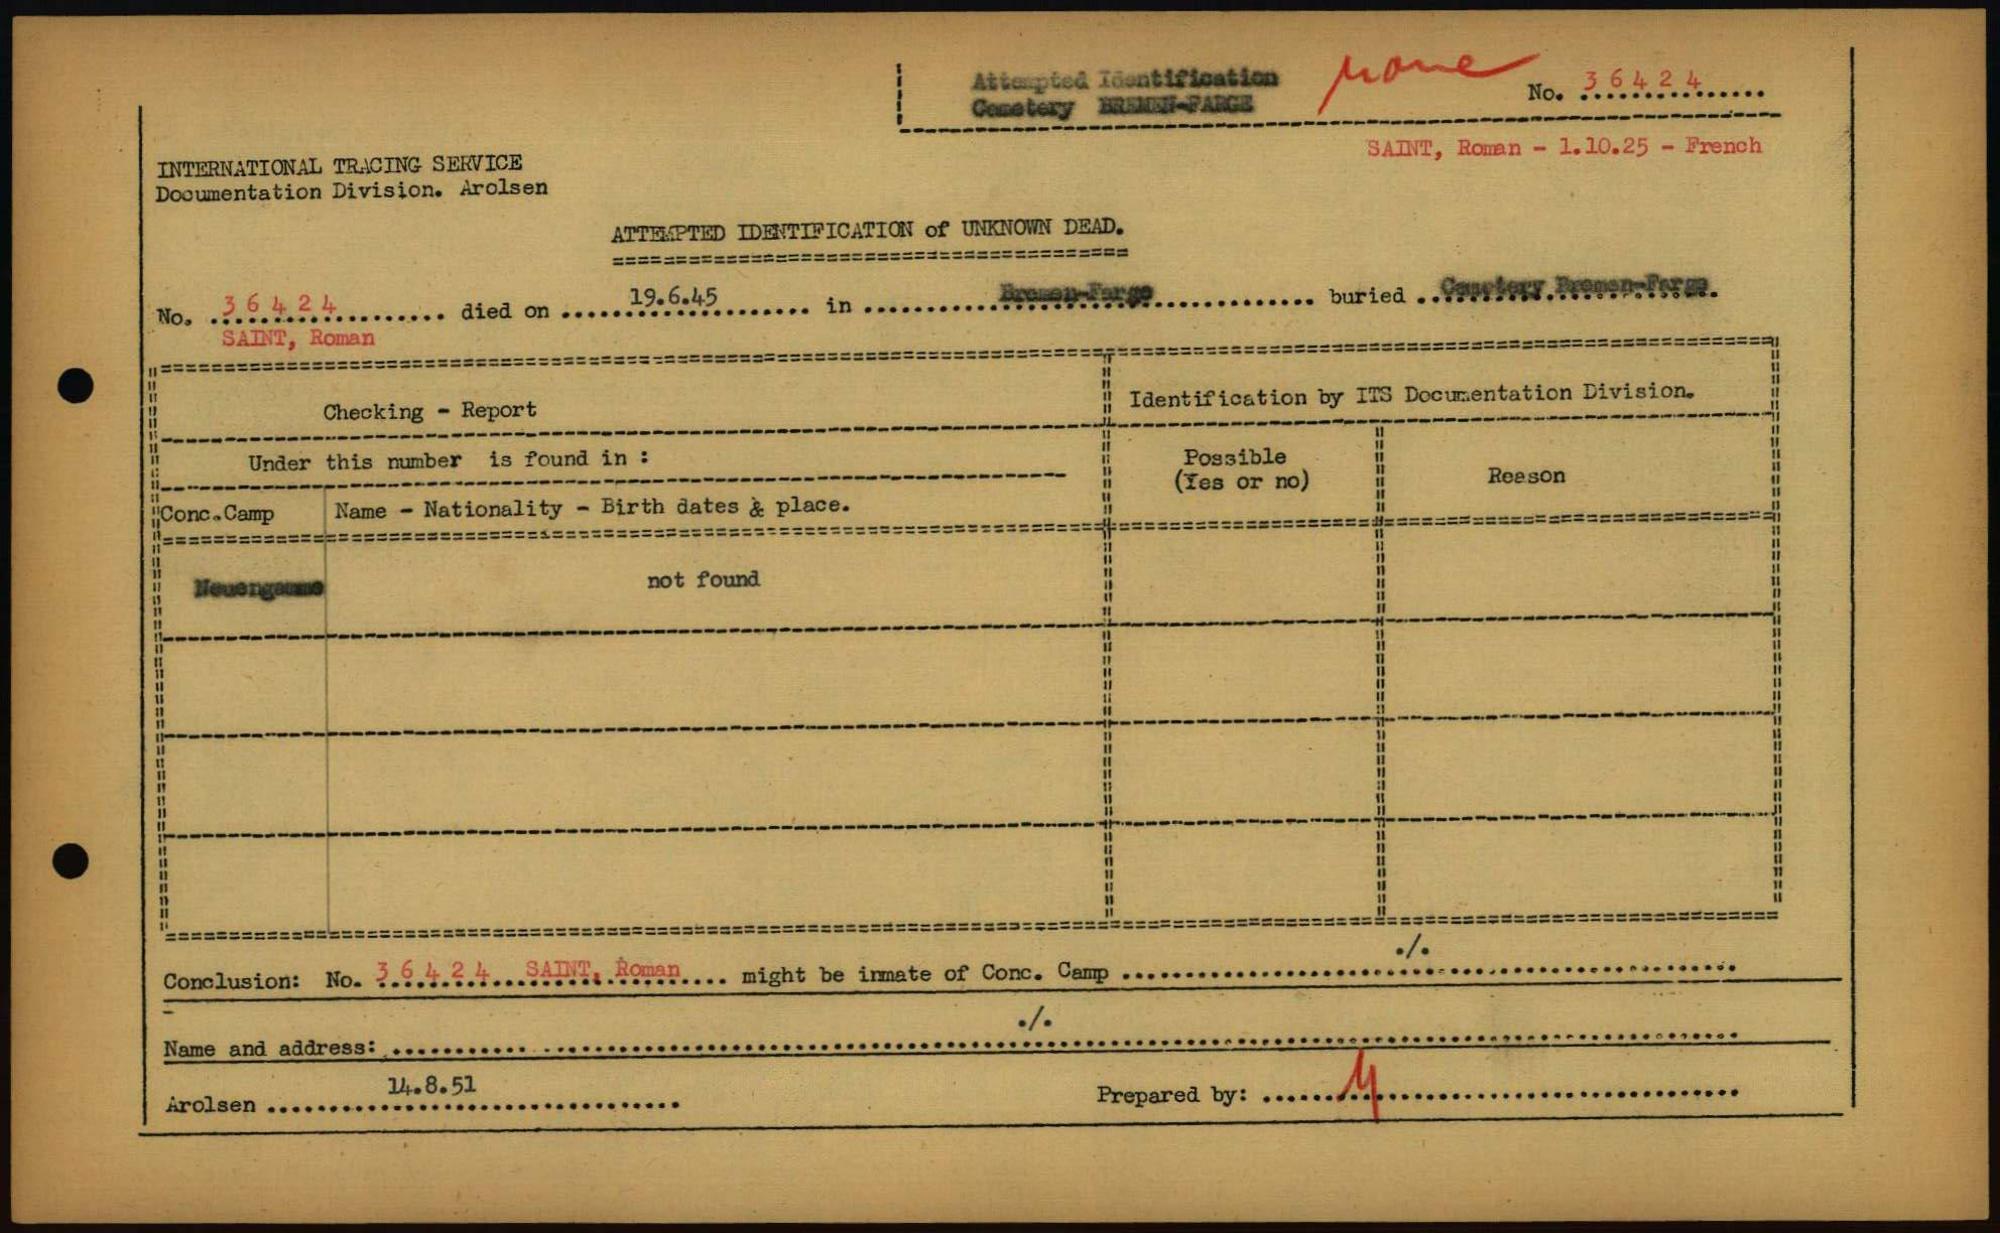 Attempted Identification
Cemetery BREMEN-FARGE
none
No. 36424
SAINT, Roman - 1.10.25 - French
INTERNATIONAL TRACING SERVICE
Documentation Division. Arolsen
ATTEMPTED IDENTIFICATION of UNKNOWN DEAD.
No. 36424 died on 19.6.45 in Bremen-Farge buried Cemetery Bremen-Farge
SAINT, Roman
Checking - Report
Identification by ITS Documentation Division.
Under this number is found in :
Possible
(Yes or no)
Reason
Conc.Camp
Name - Nationality - Birth dates & place.
Neuengamme
not found
Conclusion: No. 36424 SAINT, Roman might be inmate of Conc. Camp ./.
Name and address: ./.
Arolsen 14.8.51
Prepared by: